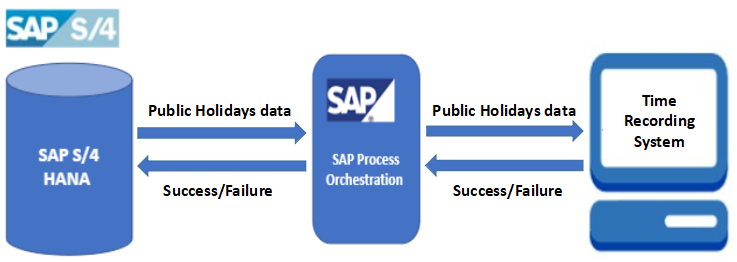 SAP S/4
Public Holidays data
Public Holidays data
Time
Recording
System
SAP
®
SAP S/4
HANA
SAP Process
Orchestration
Success/Failure
Success/Failure